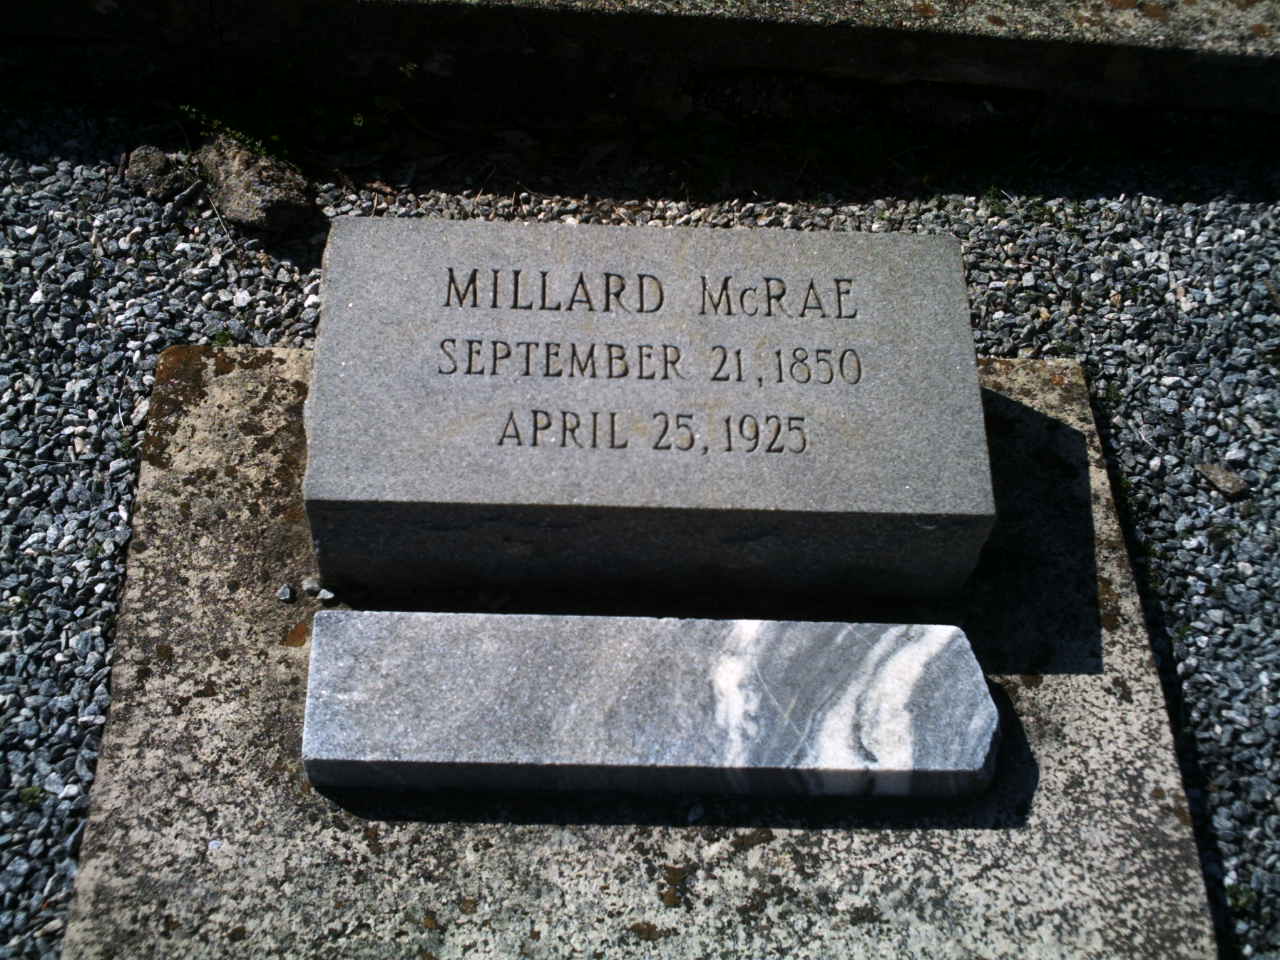 MILLARD McRAE
SEPTEMBER 21, 1850
APRIL 25, 1925